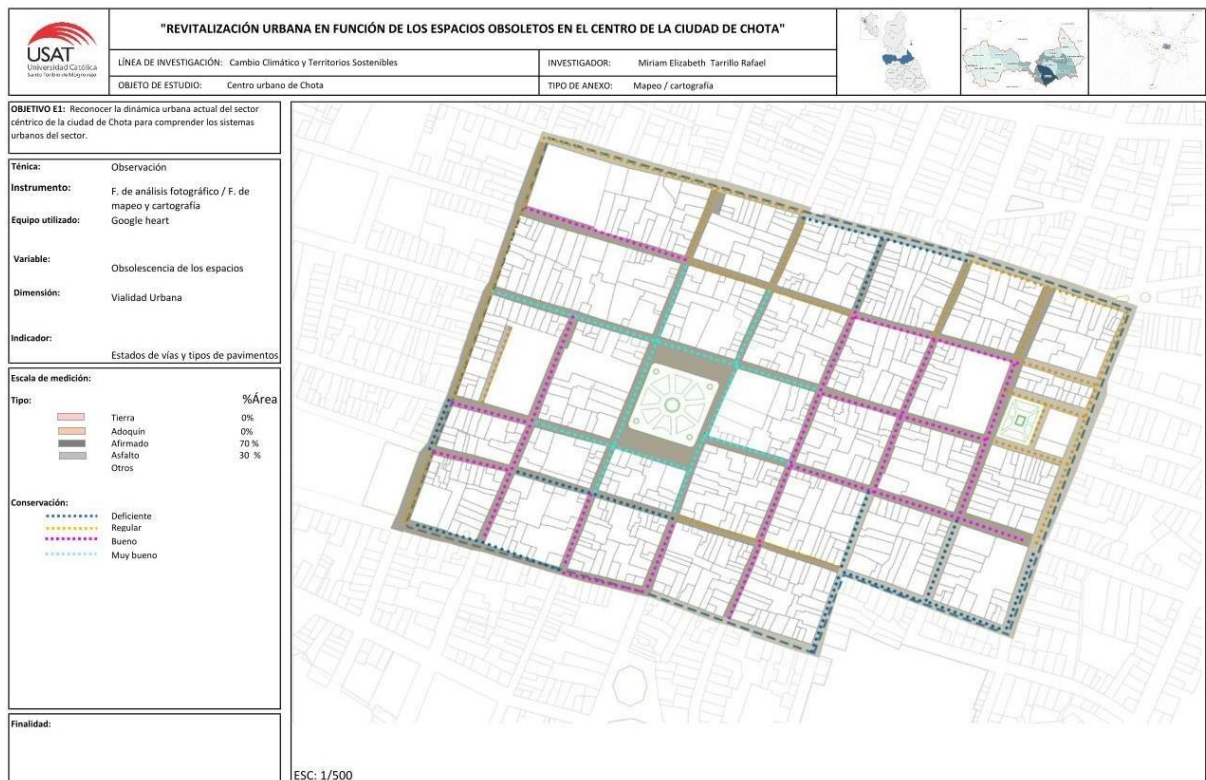 USAT
Universidad Católica
Santo Toribio de Mogrovejo
"REVITALIZACIÓN URBANA EN FUNCIÓN DE LOS ESPACIOS OBSOLETOS EN EL CENTRO DE LA CIUDAD DE CHOTA"
LÍNEA DE INVESTIGACIÓN: Cambio Climático y Territorios Sostenibles
INVESTIGADOR: Miriam Elizabeth Tarrillo Rafael
OBJETO DE ESTUDIO: Centro urbano de Chota
TIPO DE ANEXO: Mapeo / cartografía
OBJETIVO E1: Reconocer la dinámica urbana actual del sector
céntrico de la ciudad de Chota para comprender los sistemas
urbanos del sector.
Ténica: Observación
Instrumento: F. de análisis fotográfico / F. de
mapeo y cartografía
Equipo utilizado: Google heart
Variable:
Obsolescencia de los espacios
Dimensión: Vialidad Urbana
Indicador:
Estados de vías y tipos de pavimentos
Escala de medición:
Tipo: %Área
Tierra 0%
Adoquín 0%
Afirmado 70 %
Asfalto 30 %
Otros
Conservación:
Deficiente
Regular
Bueno
Muy bueno
Finalidad:
ESC: 1/500